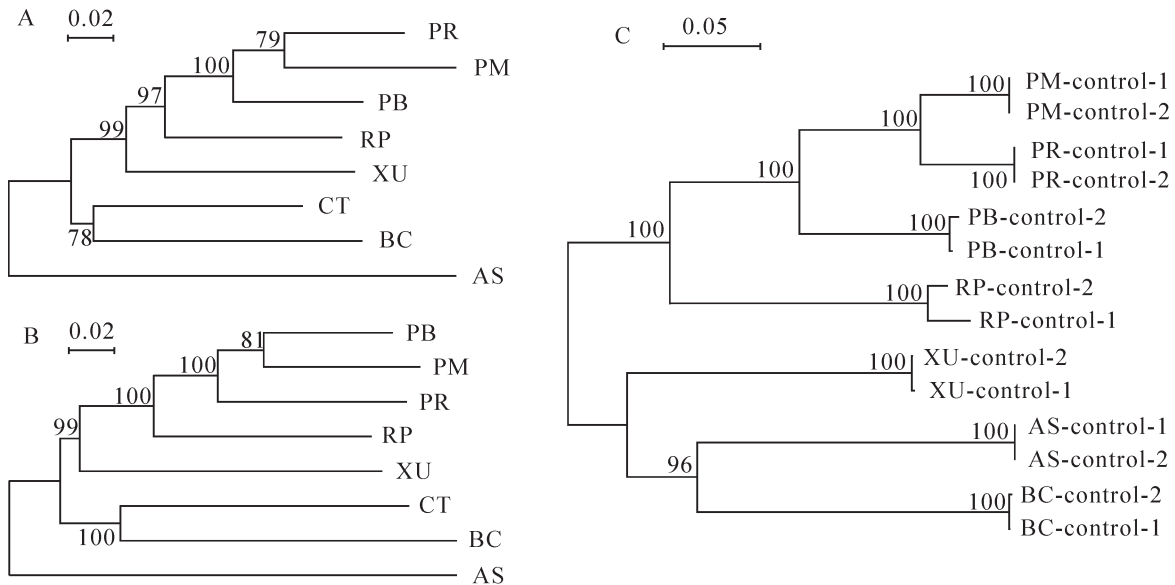 A
0.02
79
PR
PM
100
PB
97
RP
99
XU
CT
78
BC
AS
B
0.02
81
PB
PM
100
PR
100
RP
99
XU
CT
100
BC
AS
C
0.05
100
PM-control-1
PM-control-2
100
PR-control-1
100
PR-control-2
100
PB-control-2
100
PB-control-1
100
RP-control-2
100
RP-control-1
XU-control-2
100
XU-control-1
AS-control-1
100
AS-control-2
96
BC-control-2
100
BC-control-1